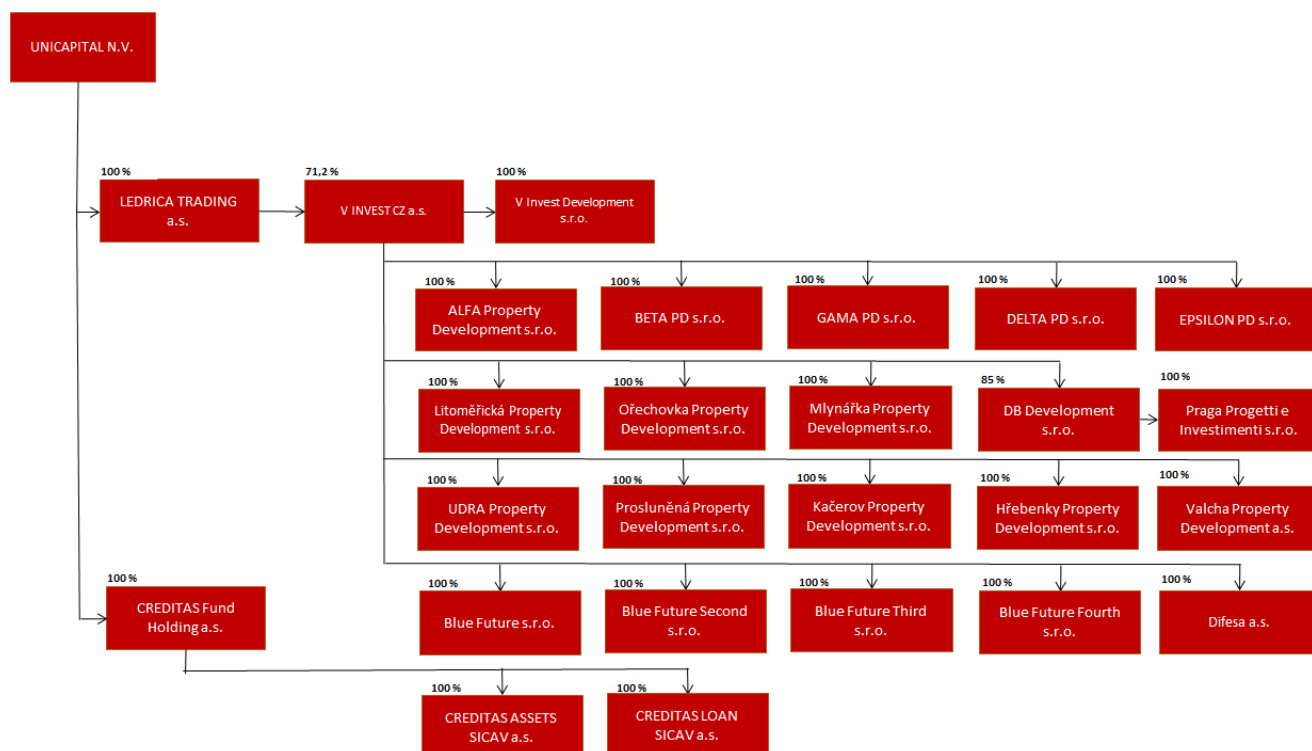 UNICAPITAL N.V.
100 %
71,2 %
100 %
LEDRICA TRADING
a.s.
V INVEST CZ a.s.
V Invest Development
s.r.o.
100 %
100 %
100 %
100 %
100 %
ALFA Property
Development s.r.o.
BETA PD s.r.o.
GAMA PD s.r.o.
DELTA PD s.r.o.
EPSILON PD s.r.o.
100 %
100 %
100 %
85 %
100 %
Litoměřická Property
Development s.r.o.
Ořechovka Property
Development s.r.o.
Mlynářka Property
Development s.r.o.
DB Development
s.r.o.
Praga Progetti e
Investimenti s.r.o.
100 %
100 %
100 %
100 %
100 %
UDRA Property
Development s.r.o.
Prosluněná Property
Development s.r.o.
Kačerov Property
Development s.r.o.
Hřebenky Property
Development s.r.o.
Valcha Property
Development a.s.
100 %
100 %
100 %
100 %
100 %
100 %
CREDITAS Fund
Holding a.s.
Blue Future s.r.o.
Blue Future Second
s.r.o.
Blue Future Third
s.r.o.
Blue Future Fourth
s.r.o.
Difesa a.s.
100 %
100 %
CREDITAS ASSETS
SICAV a.s.
CREDITAS LOAN
SICAV a.s.